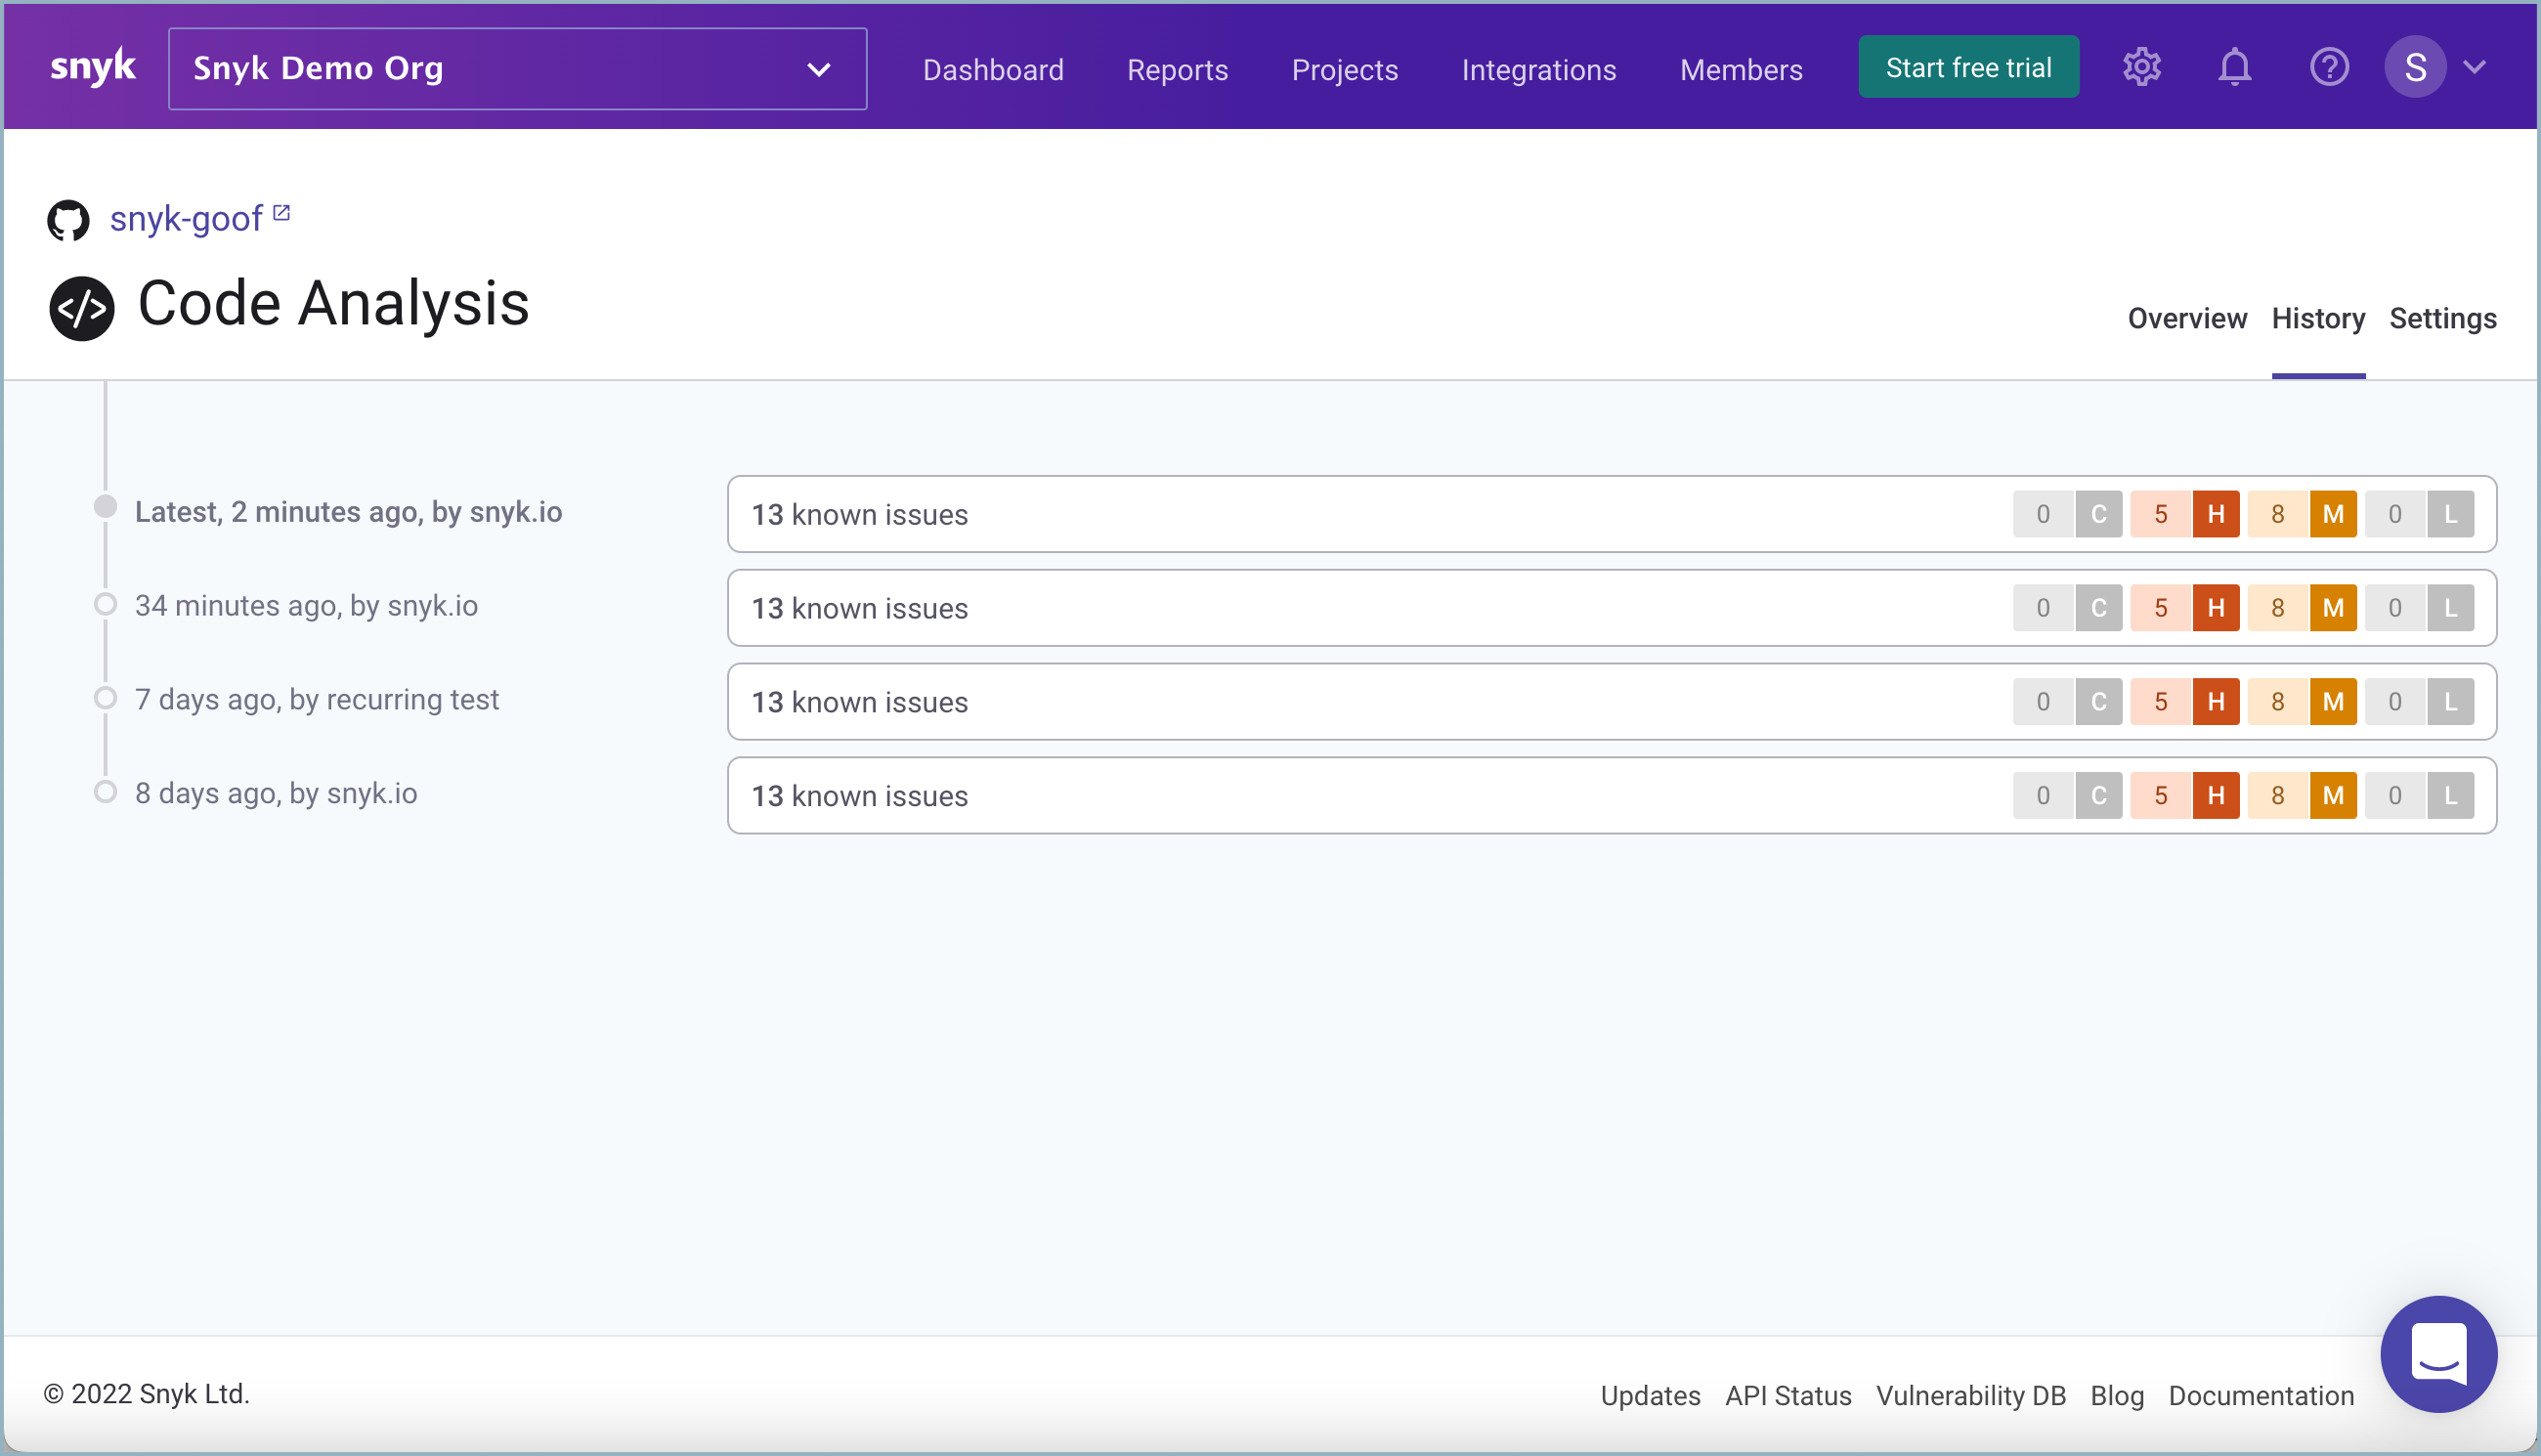 snyk Snyk Demo Org Dashboard Reports Projects Integrations Members Start free trial S
snyk-goof
</> Code Analysis
Overview History Settings
Latest, 2 minutes ago, by snyk.io 13 known issues 0 C 5 H 8 M 0 L
34 minutes ago, by snyk.io 13 known issues 0 C 5 H 8 M 0 L
7 days ago, by recurring test 13 known issues 0 C 5 H 8 M 0 L
8 days ago, by snyk.io 13 known issues 0 C 5 H 8 M 0 L
© 2022 Snyk Ltd. Updates API Status Vulnerability DB Blog Documentation